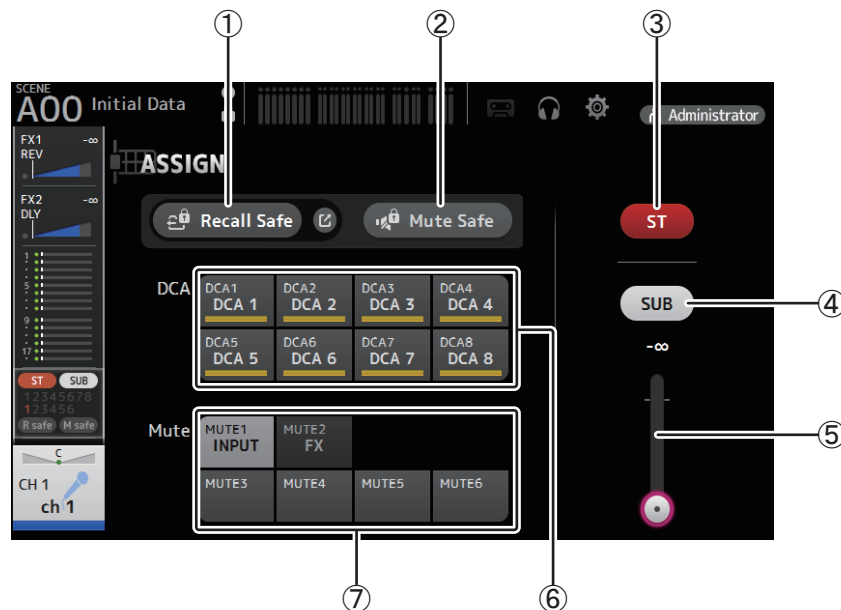 ① ② ③
SCENE
A00 Initial Data
Administrator
FX1 -∞
REV
ASSIGN
FX2 -∞
DLY
Recall Safe
Mute Safe
ST
1
5
9
17
DCA
DCA1 DCA2 DCA3 DCA4
DCA 1 DCA 2 DCA 3 DCA 4
DCA5 DCA6 DCA7 DCA8
DCA 5 DCA 6 DCA 7 DCA 8
SUB
④
-∞
ST SUB
12345678
123456
R safe M safe
Mute
MUTE1 MUTE2
INPUT FX
MUTE3 MUTE4 MUTE5 MUTE6
⑤
C
CH 1
ch 1
⑦ ⑥